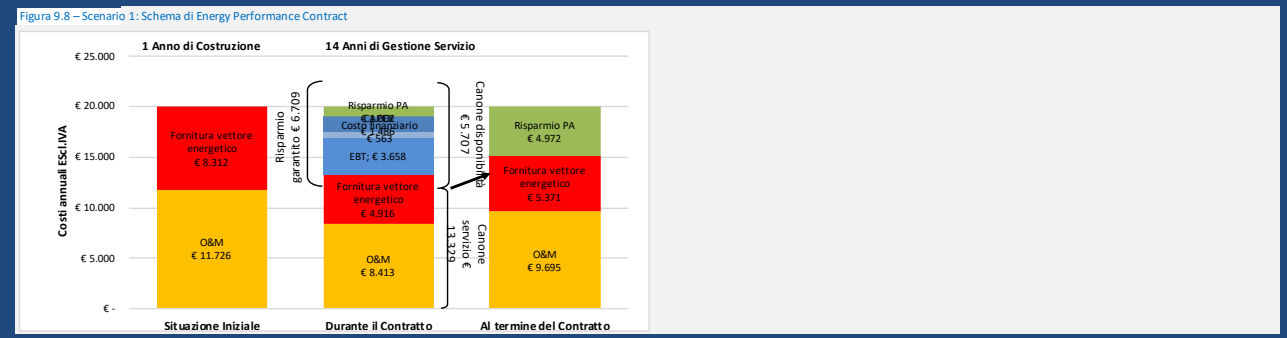 Figura 9.8 – Scenario 1: Schema di Energy Performance Contract
1 Anno di Costruzione
14 Anni di Gestione Servizio
Costi annuali EScl.IVA
€ 25.000
€ 20.000
€ 15.000
€ 10.000
€ 5.000
€ -
Fornitura vettore
energetico
€ 8.312
O&M
€ 11.726
Situazione Iniziale
Risparmio
garantito € 9.709
Risparmio PA
Costo finanziario
€ 1.486
€ 563
EBT; € 3.658
Fornitura vettore
energetico
€ 4.916
O&M
€ 8.413
Durante il Contratto
Canone disponibilità
€ 5.707
Canone
servizio €
13.329
Risparmio PA
€ 4.972
Fornitura vettore
energetico
€ 5.371
O&M
€ 9.695
Al termine del Contratto